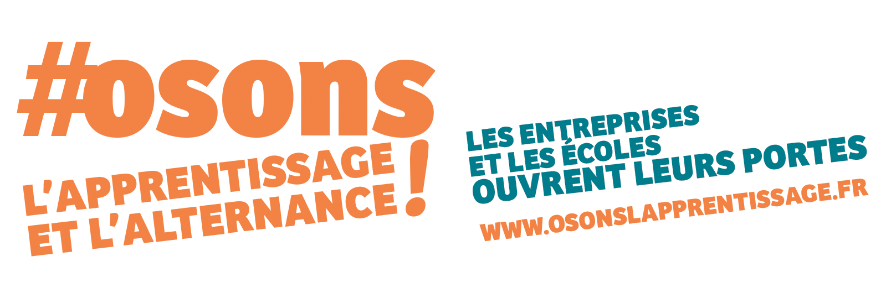 #osons
L'APPRENTISSAGE
ET L'ALTERNANCE !
LES ENTREPRISES
ET LES ÉCOLES
OUVRENT LEURS PORTES
WWW.OSONSLAPPRENTISSAGE.FR